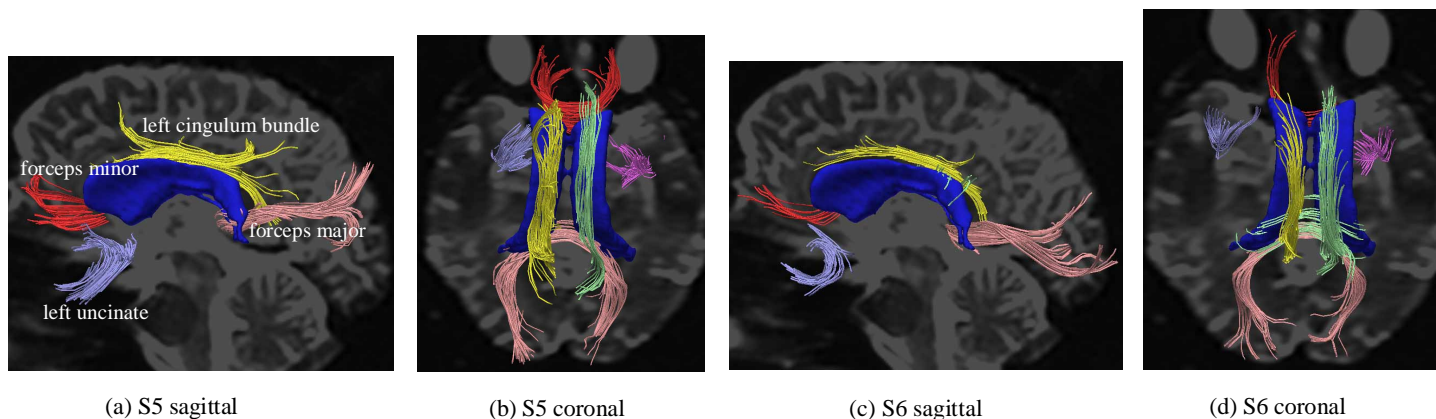 left cingulum bundle
forceps minor
forceps major
left uncinate
(a) S5 sagittal
(b) S5 coronal
(c) S6 sagittal
(d) S6 coronal